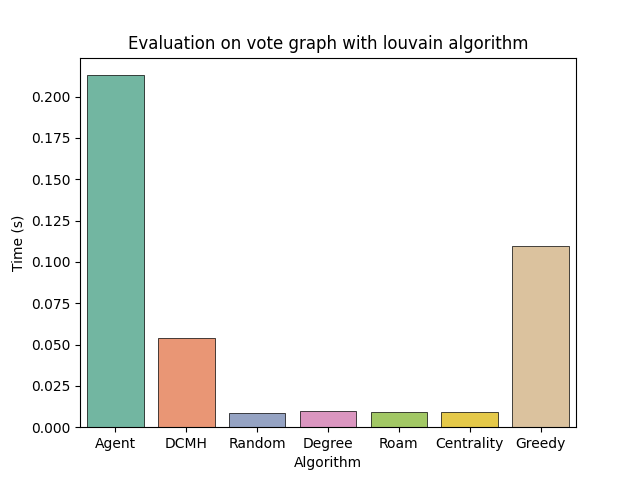 Evaluation on vote graph with louvain algorithm
0.200
0.175
0.150
0.125
0.100
0.075
0.050
0.025
0.000
Time (s)
Agent DCMH Random Degree Roam Centrality Greedy
Algorithm